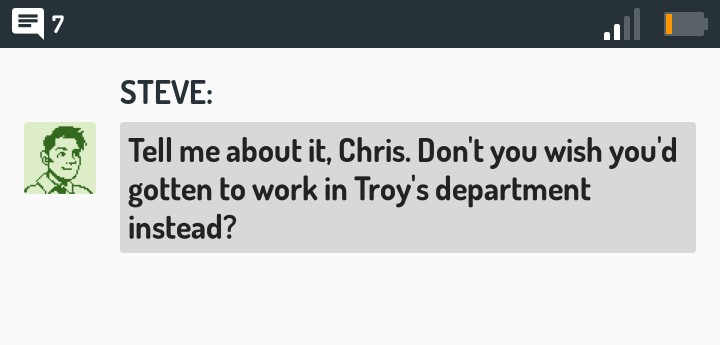 7
STEVE:
Tell me about it, Chris. Don't you wish you'd
gotten to work in Troy's department
instead?